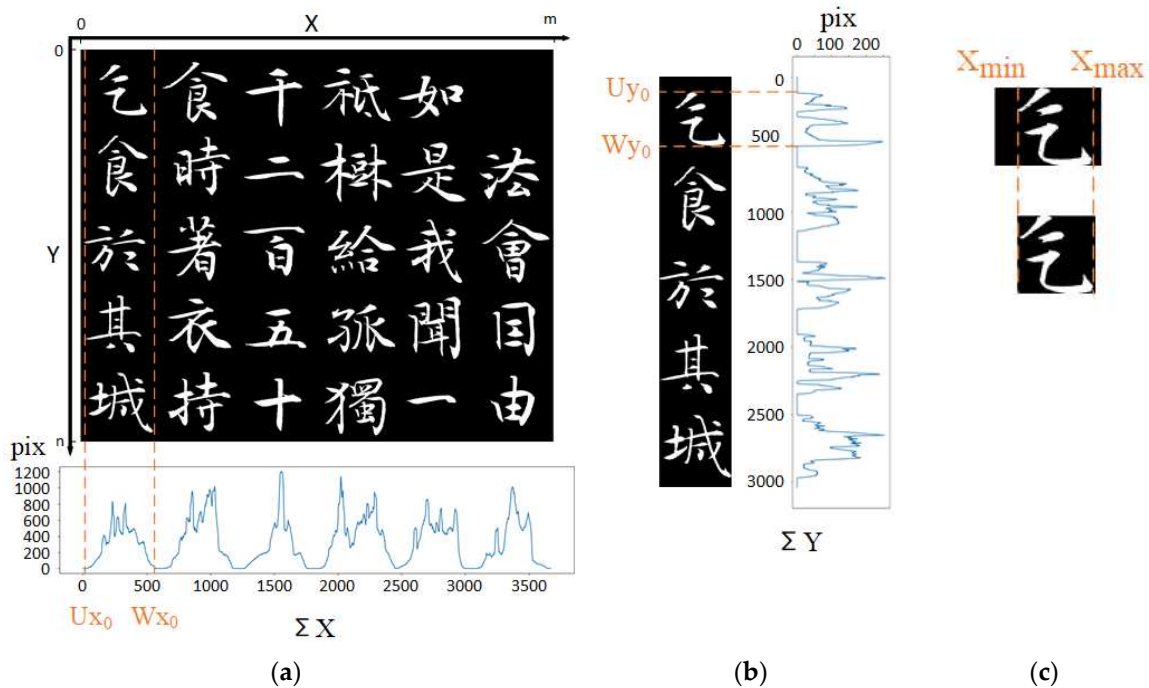 0
X
m
0
Y
n
法會囙由
如是我聞一
祇樹給孤獨
千二百五十
食時著衣持
乞食於其城
pix
1200
1000
800
600
400
200
0
0 500 1000 1500 2000 2500 3000 3500
Ux₀ Wx₀
Σ X
(a)
pix
0 100 200
Uy₀
Wy₀
乞食於其城
0
500
1000
1500
2000
2500
3000
Σ Y
(b)
Xmin Xmax
乞
乞
(c)